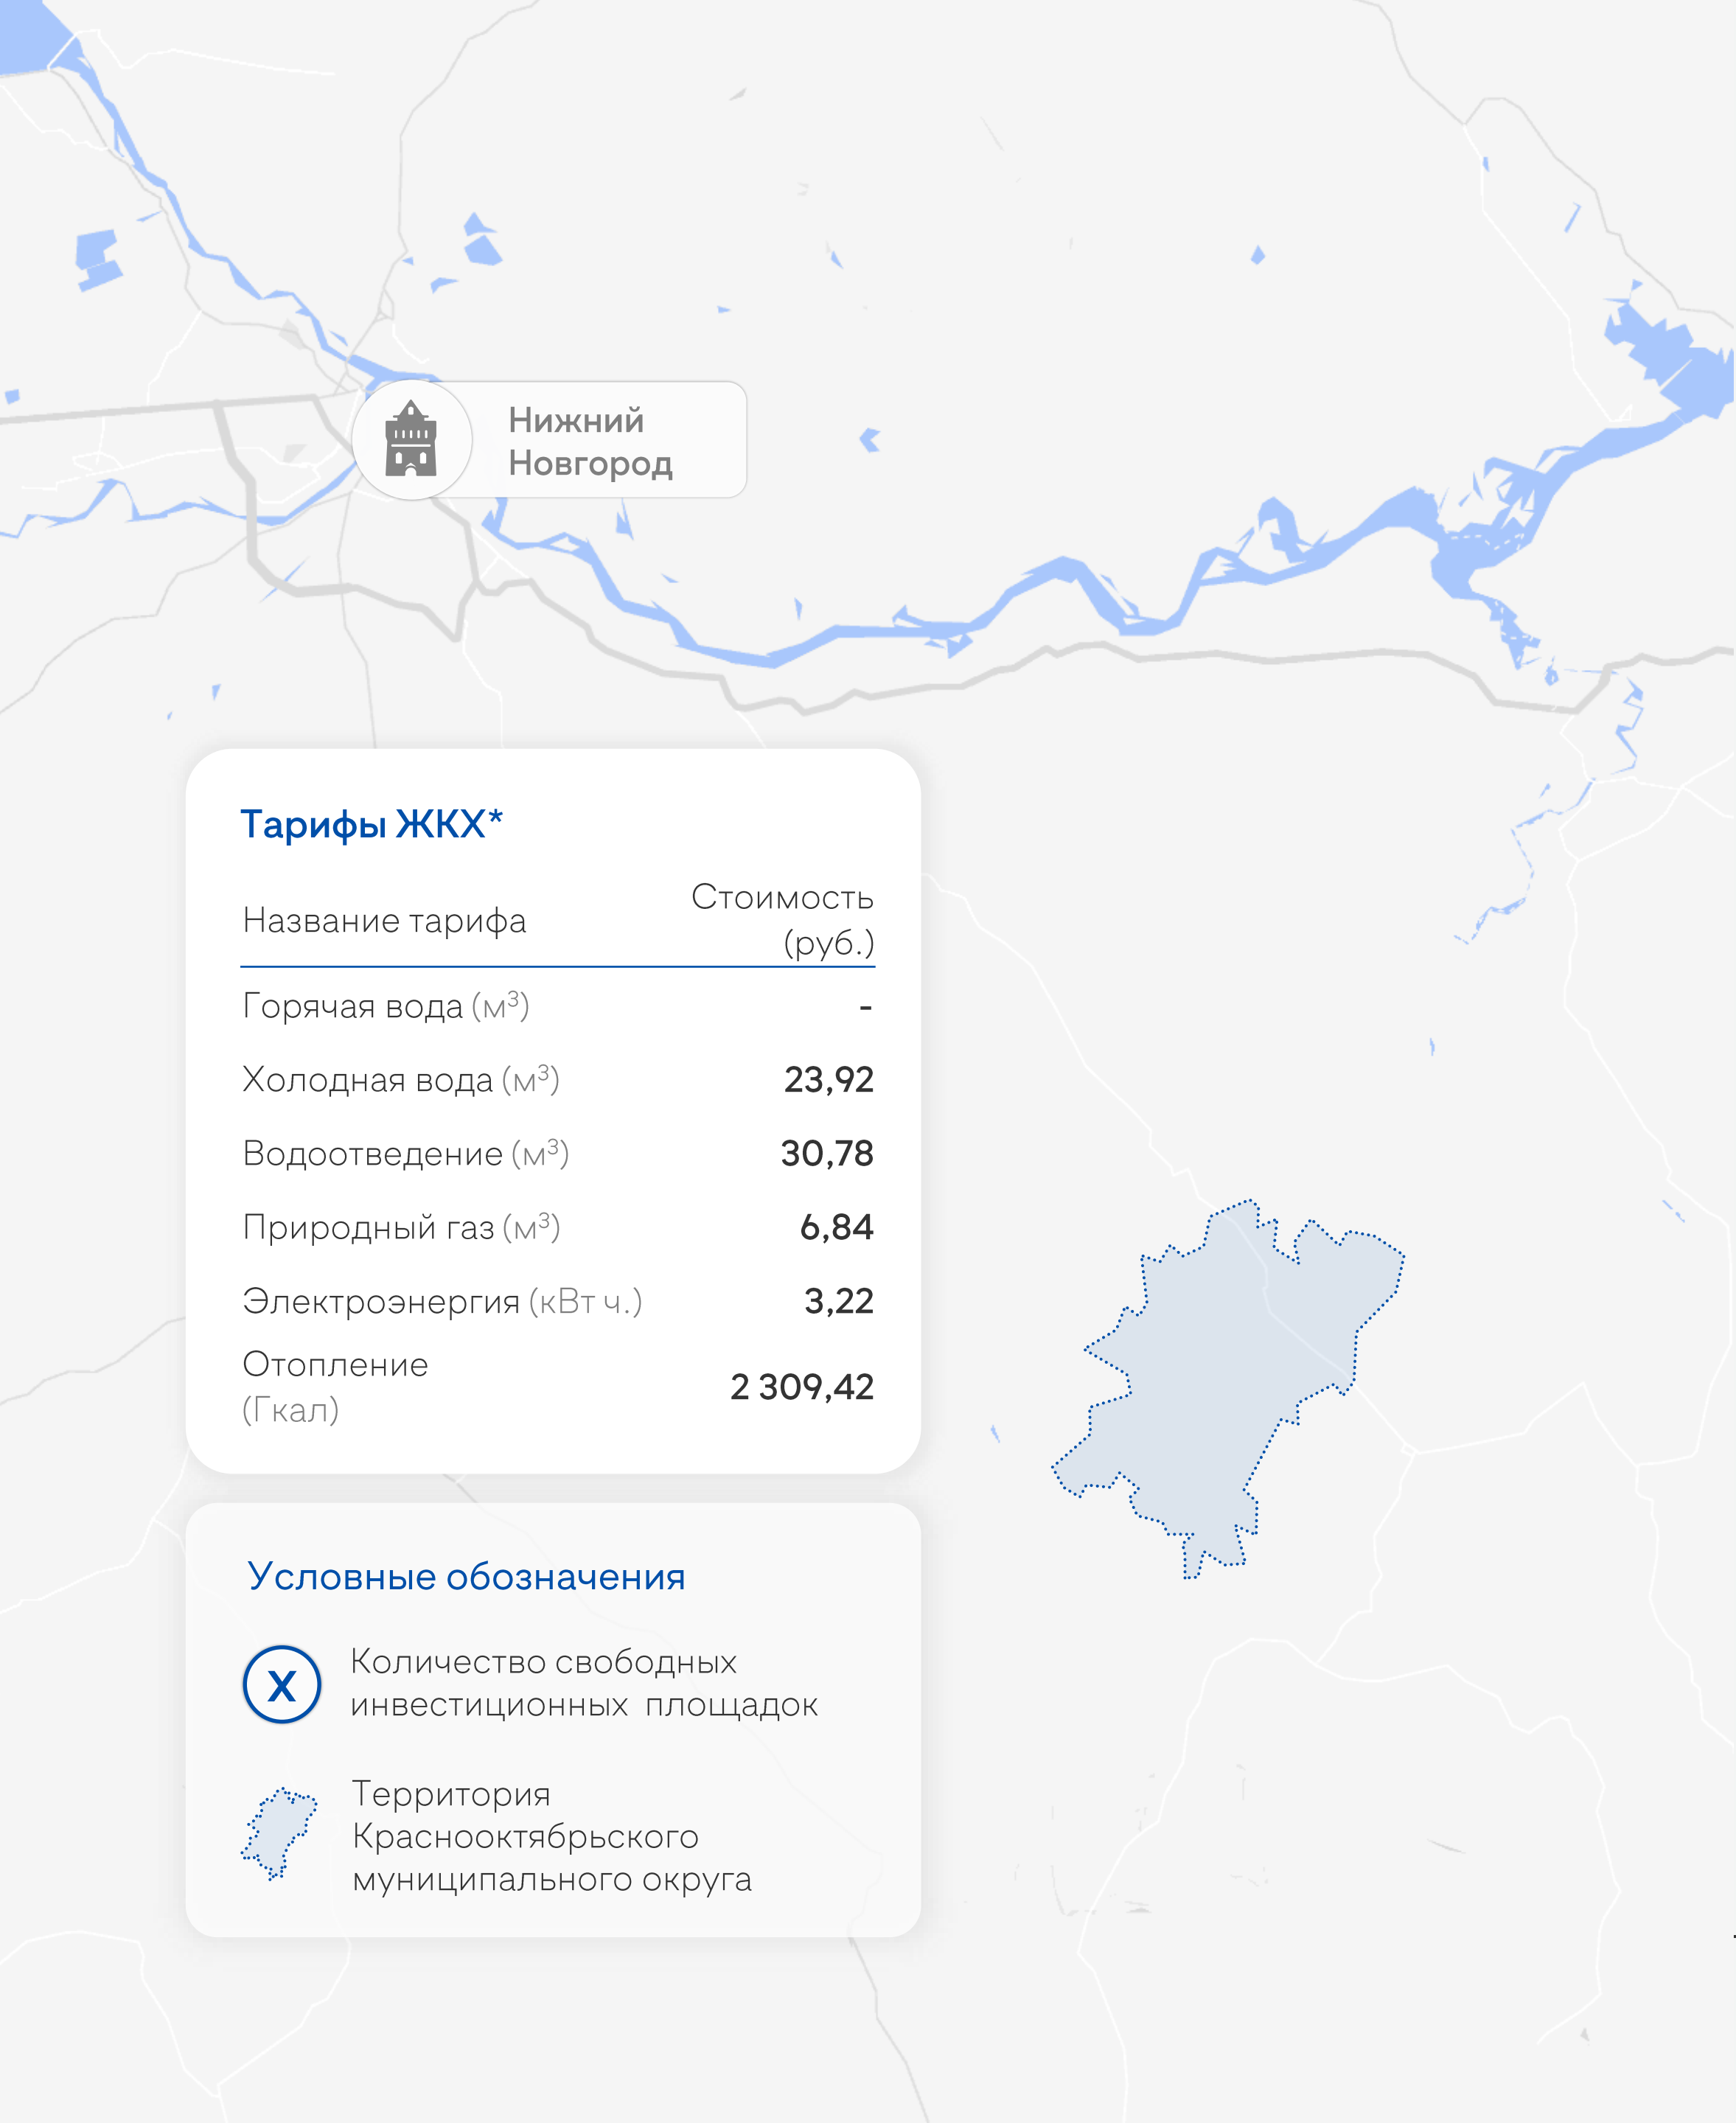 Нижний
Новгород
Тарифы ЖКХ*
Название тарифа
Стоимость
(руб.)
Горячая вода (м³) -
Холодная вода (м³) 23,92
Водоотведение (м³) 30,78
Природный газ (м³) 6,84
Электроэнергия (кВт ч.) 3,22
Отопление
(Гкал) 2 309,42
Условные обозначения
X
Количество свободных
инвестиционных площадок
Территория
Краснооктябрьского
муниципального округа